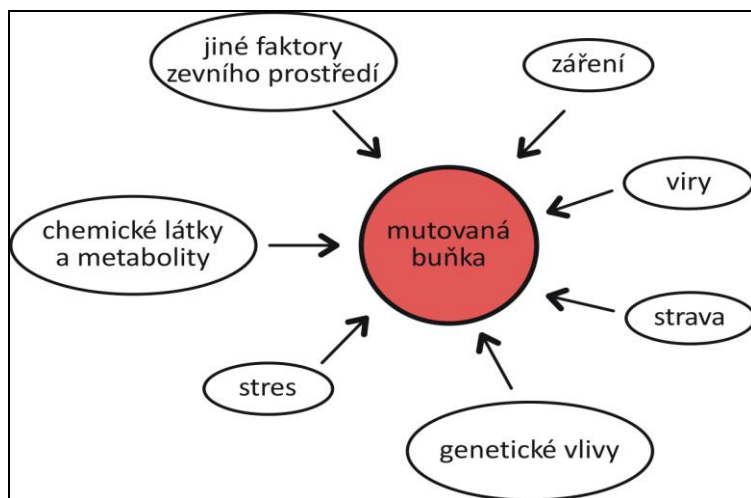 jiné faktory
zevního prostředí
záření
viry
chemické látky
a metabolity
mutovaná
buňka
strava
stres
genetické vlivy